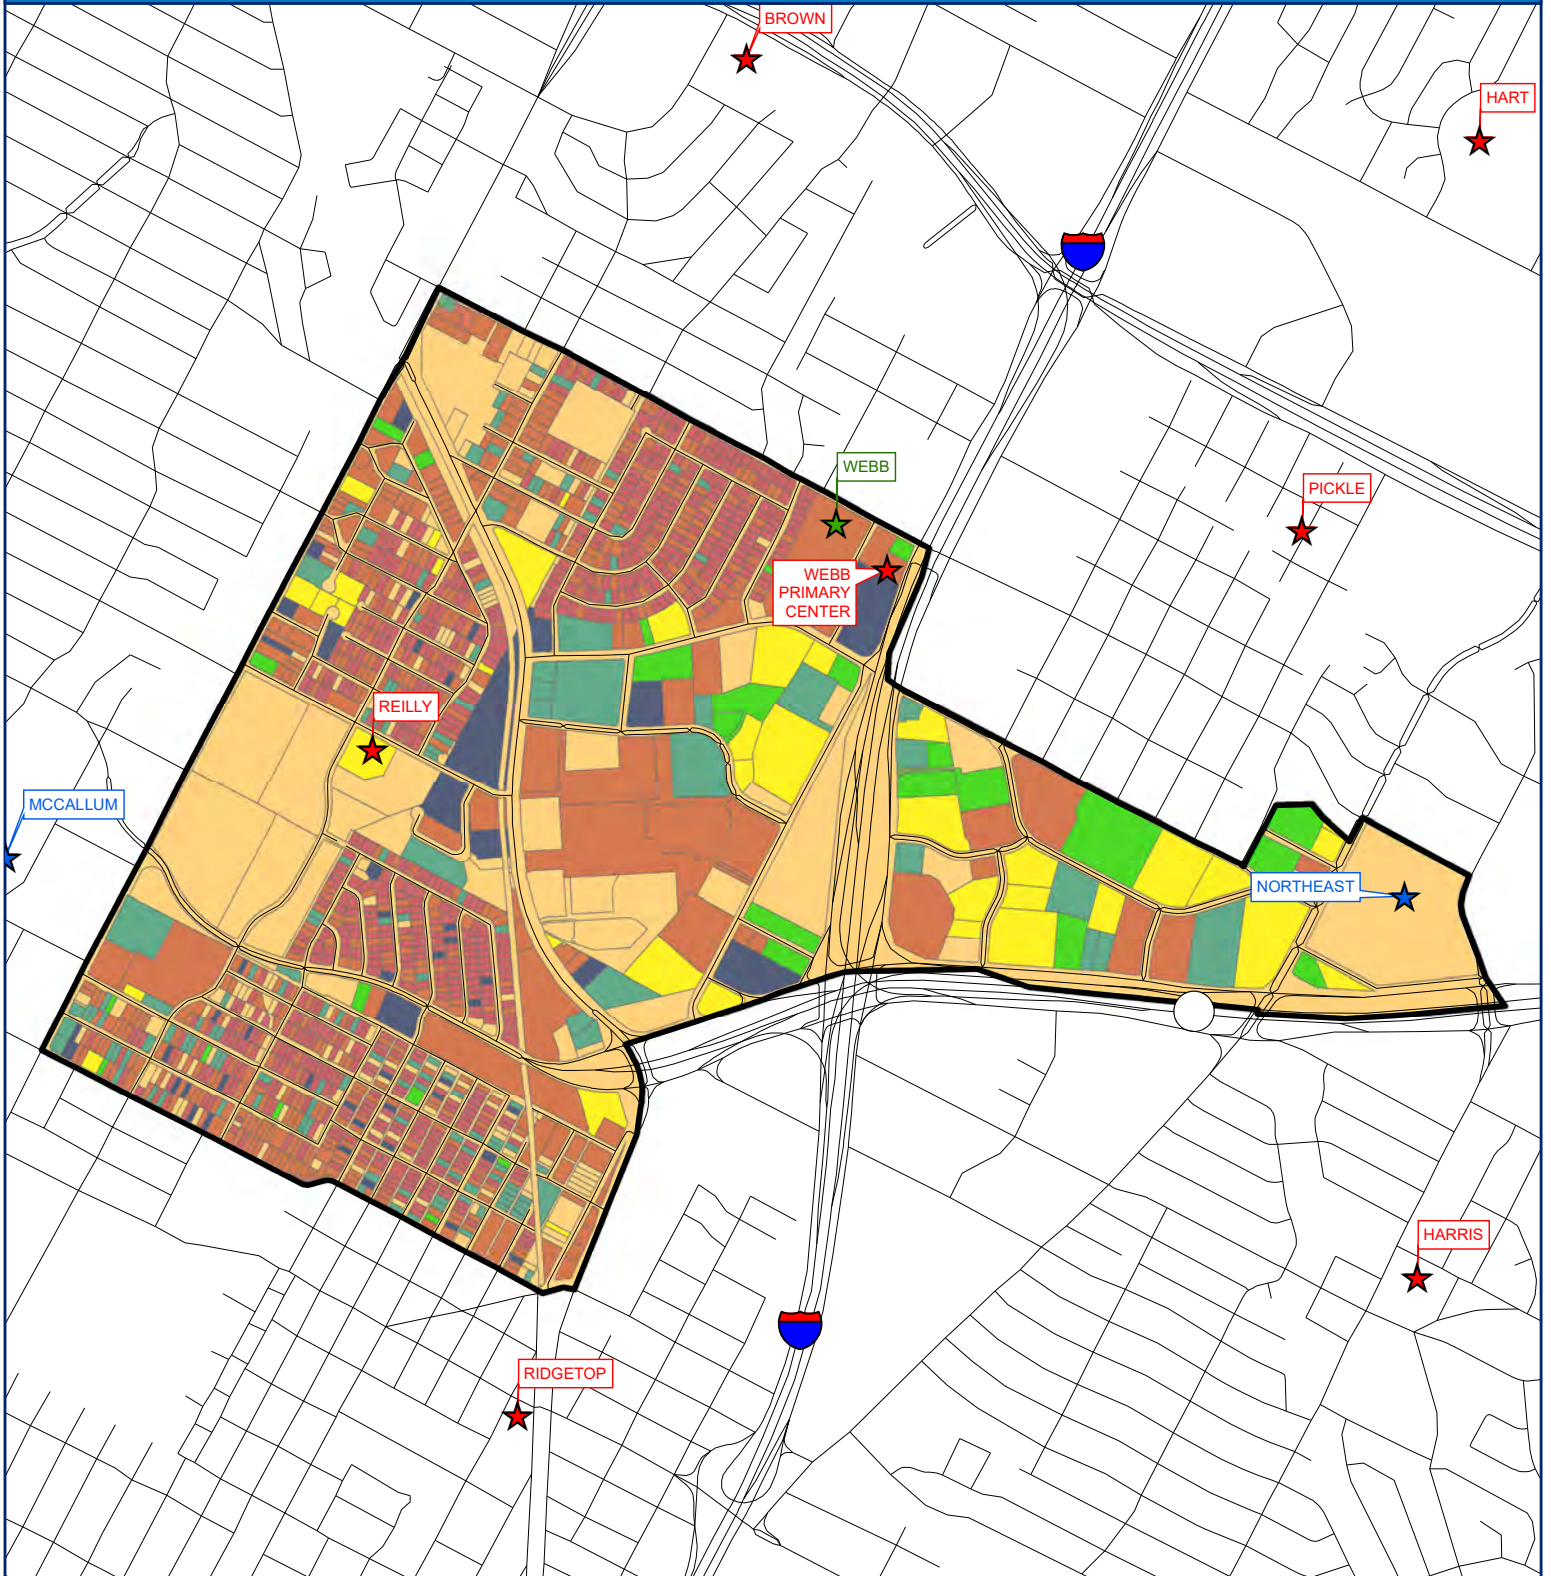 BROWN
HART
WEBB
PICKLE
WEBB
PRIMARY
CENTER
REILLY
MCCALLUM
NORTHEAST
HARRIS
RIDGETOP